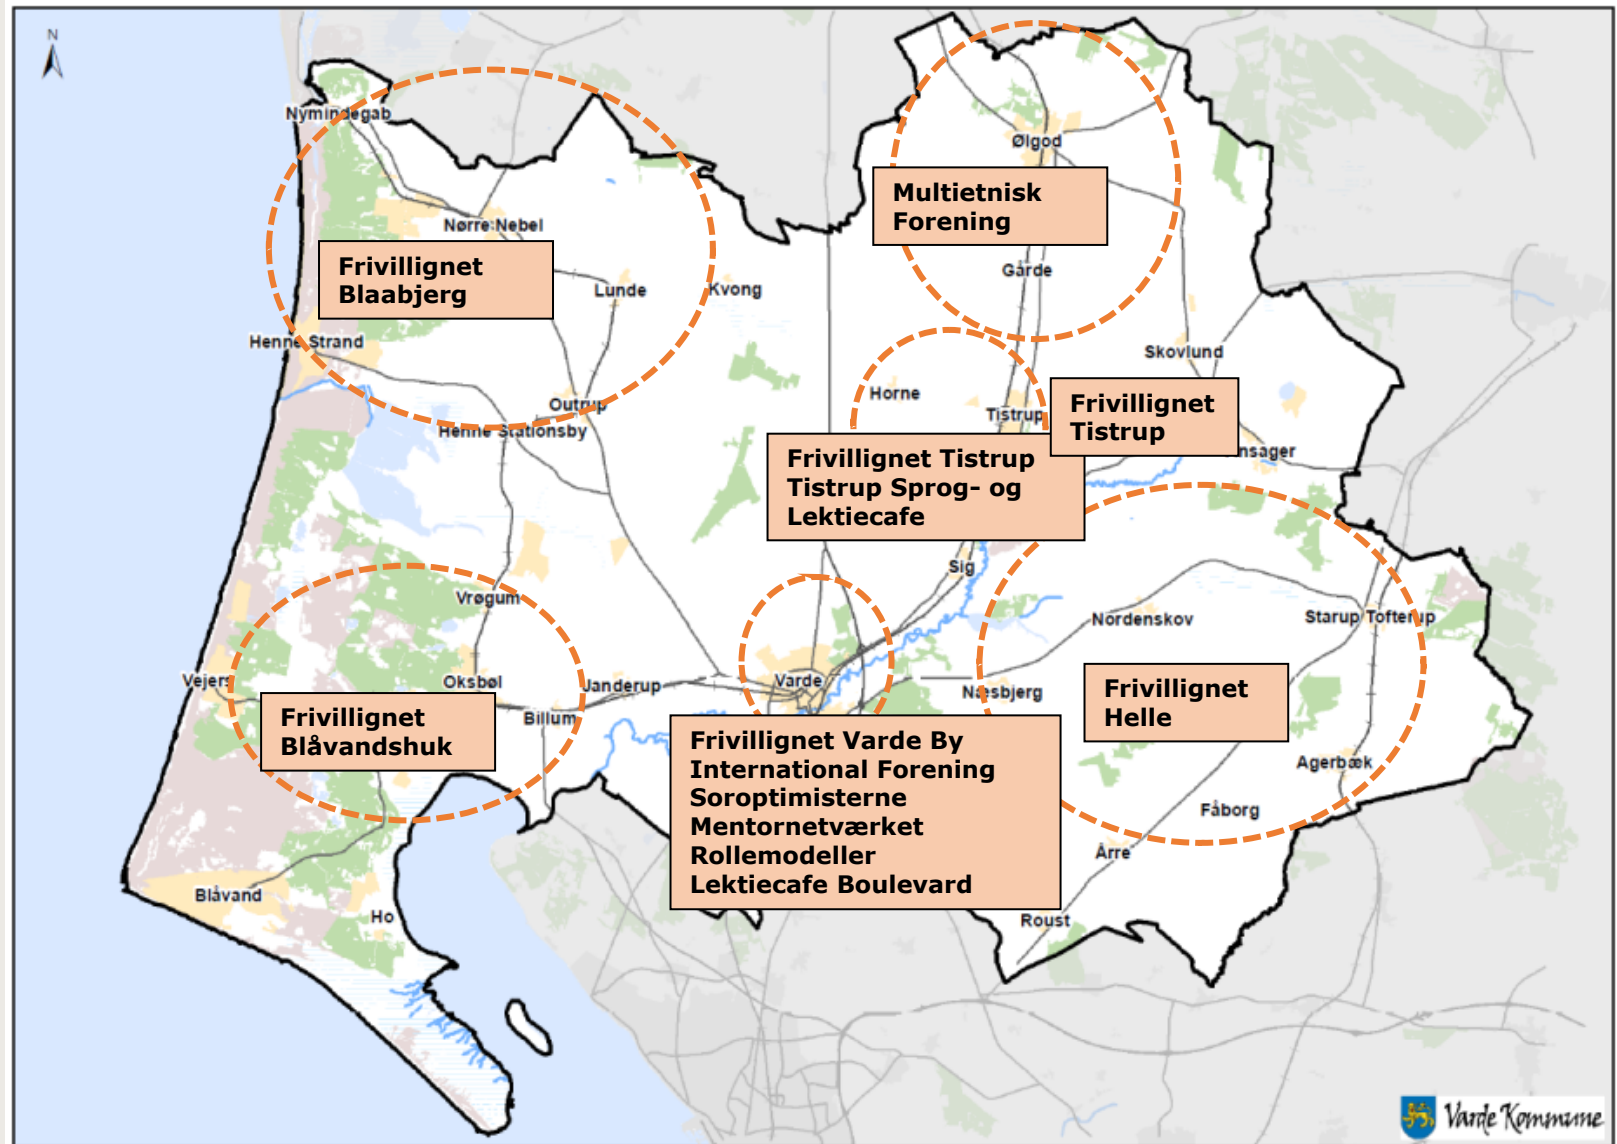 N
Nymindegab
Ølgod
Multietnisk
Forening
Nørre Nebel
Frivillignet
Blaabjerg
Lunde
Kvong
Gårde
Henne Strand
Skovlund
Horne
Outrup
Tistrup
Frivillignet
Tistrup
Henne Stationsby
Frivillignet Tistrup
Tistrup Sprog- og
Lektiecafe
nsager
Sig
Vrøgum
Nordenskov
Starup Tofterup
Vejers
Oksbøl
Janderup
Varde
Næsbjerg
Billum
Frivillignet
Blåvandshuk
Frivillignet
Helle
Frivillignet Varde By
International Forening
Soroptimisterne
Mentornetværket
Rollemodeller
Lektiecafe Boulevard
Agerbæk
Fåborg
Årre
Blåvand
Ho
Roust
Varde Kommune